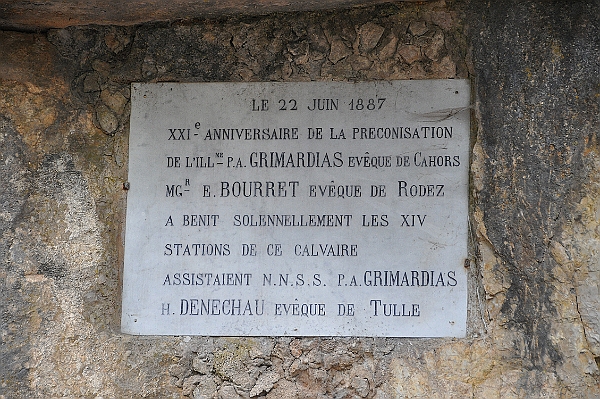 LE 22 JUIN 1887
XXIE ANNIVERSAIRE DE LA PRECONISATION
DE L'ILLNE P.A. GRIMARDIAS EVÊQUE DE CAHORS
MGR E. BOURRET EVÊQUE DE RODEZ
A BENIT SOLENNELLEMENT LES XIV
STATIONS DE CE CALVAIRE
ASSISTAIENT N.N.S.S. P.A. GRIMARDIAS
H. DENECHAU EVÊQUE DE TULLE